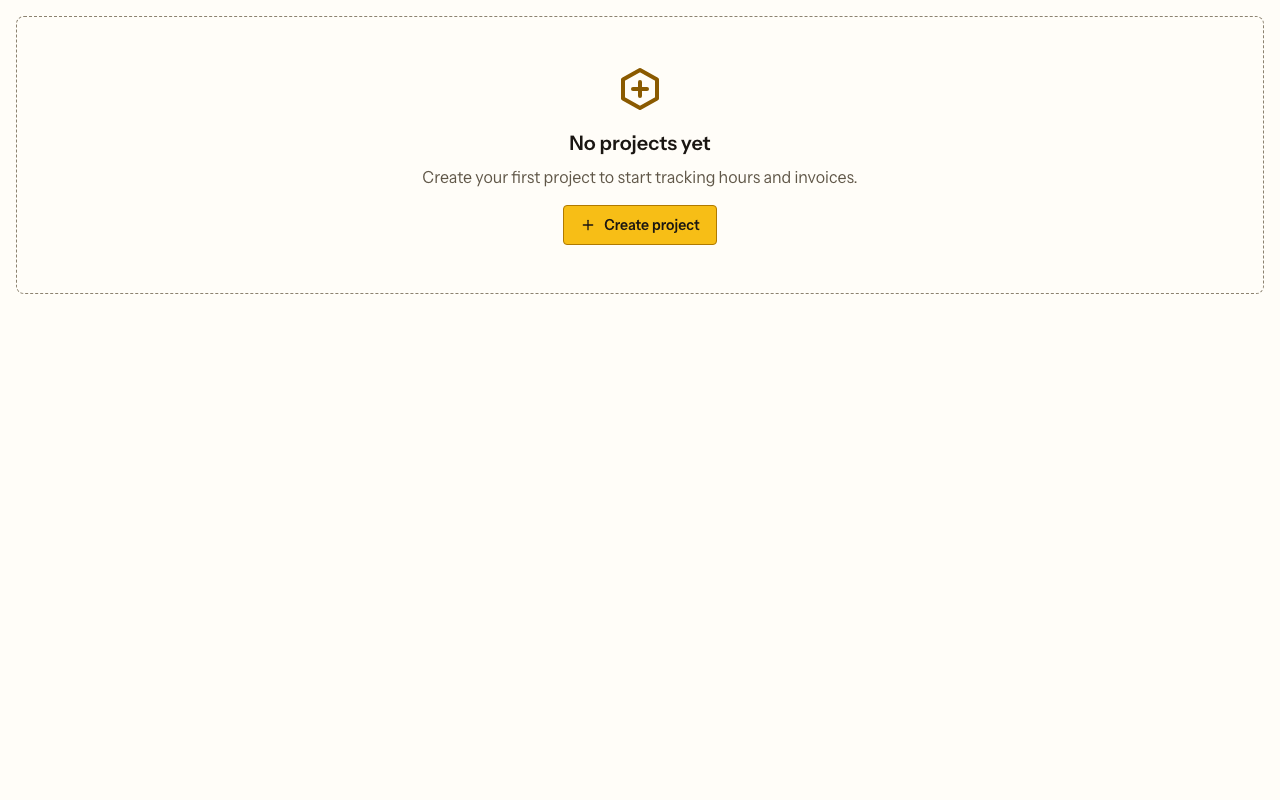 No projects yet
Create your first project to start tracking hours and invoices.
Create project